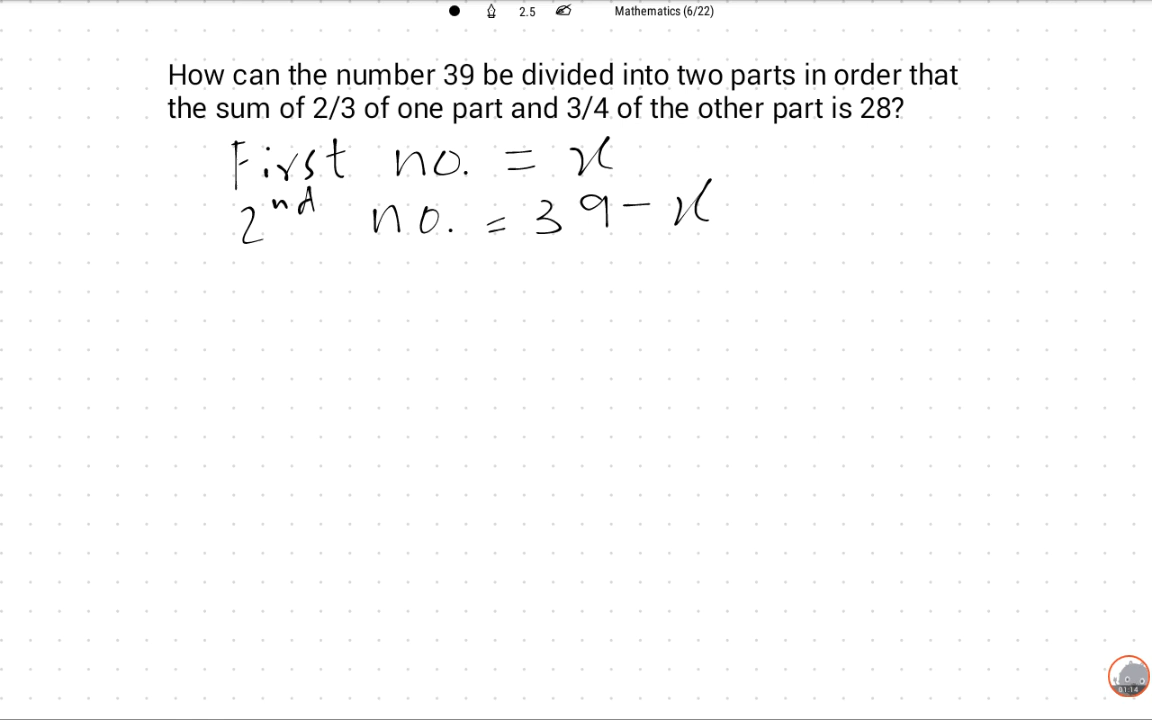 2.5 Mathematics (6/22)
How can the number 39 be divided into two parts in order that
the sum of 2/3 of one part and 3/4 of the other part is 28?
First no. = x
2nd no. = 39 - x
01:14